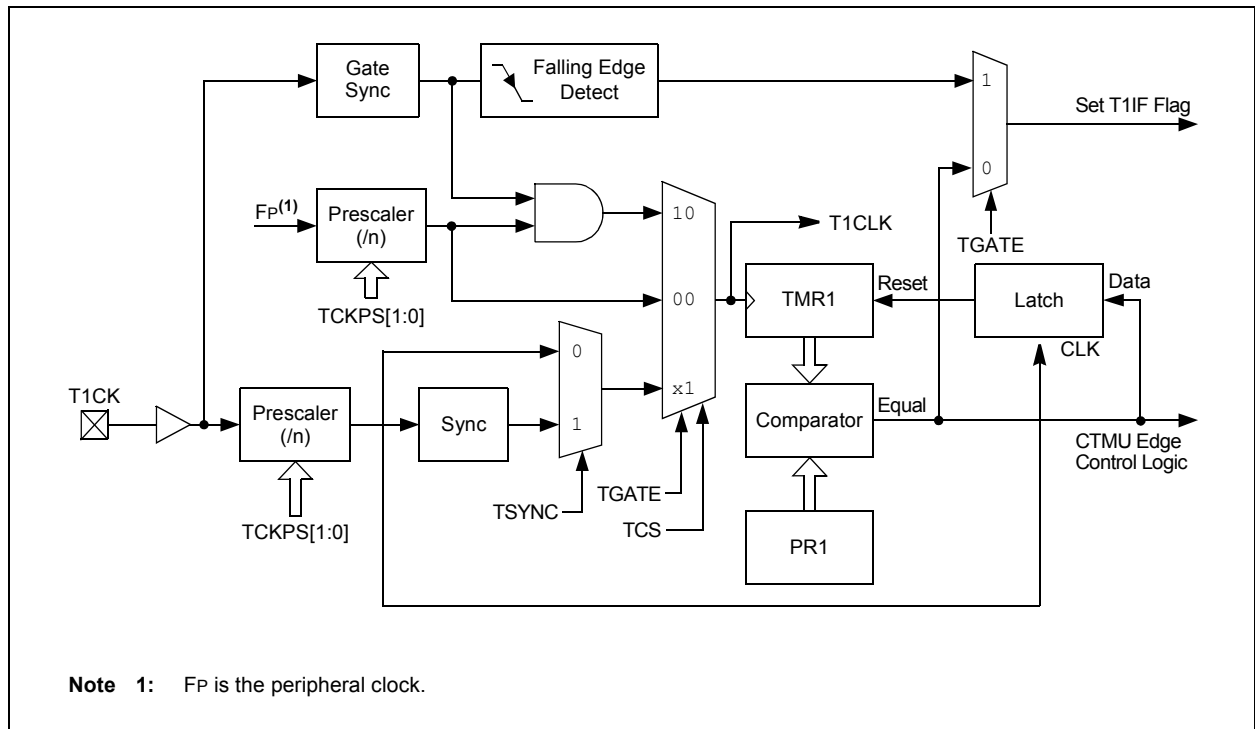 Gate
Sync
Falling Edge
Detect
1
Set T1IF Flag
0
FP(1)
Prescaler
(/n)
10
T1CLK
TGATE
TCKPS[1:0]
00
TMR1
Reset
Latch
Data
CLK
0
T1CK
Prescaler
(/n)
Sync
1
x1
Comparator
Equal
CTMU Edge
Control Logic
TSYNC
TGATE
TCS
TCKPS[1:0]
PR1
Note 1: FP is the peripheral clock.